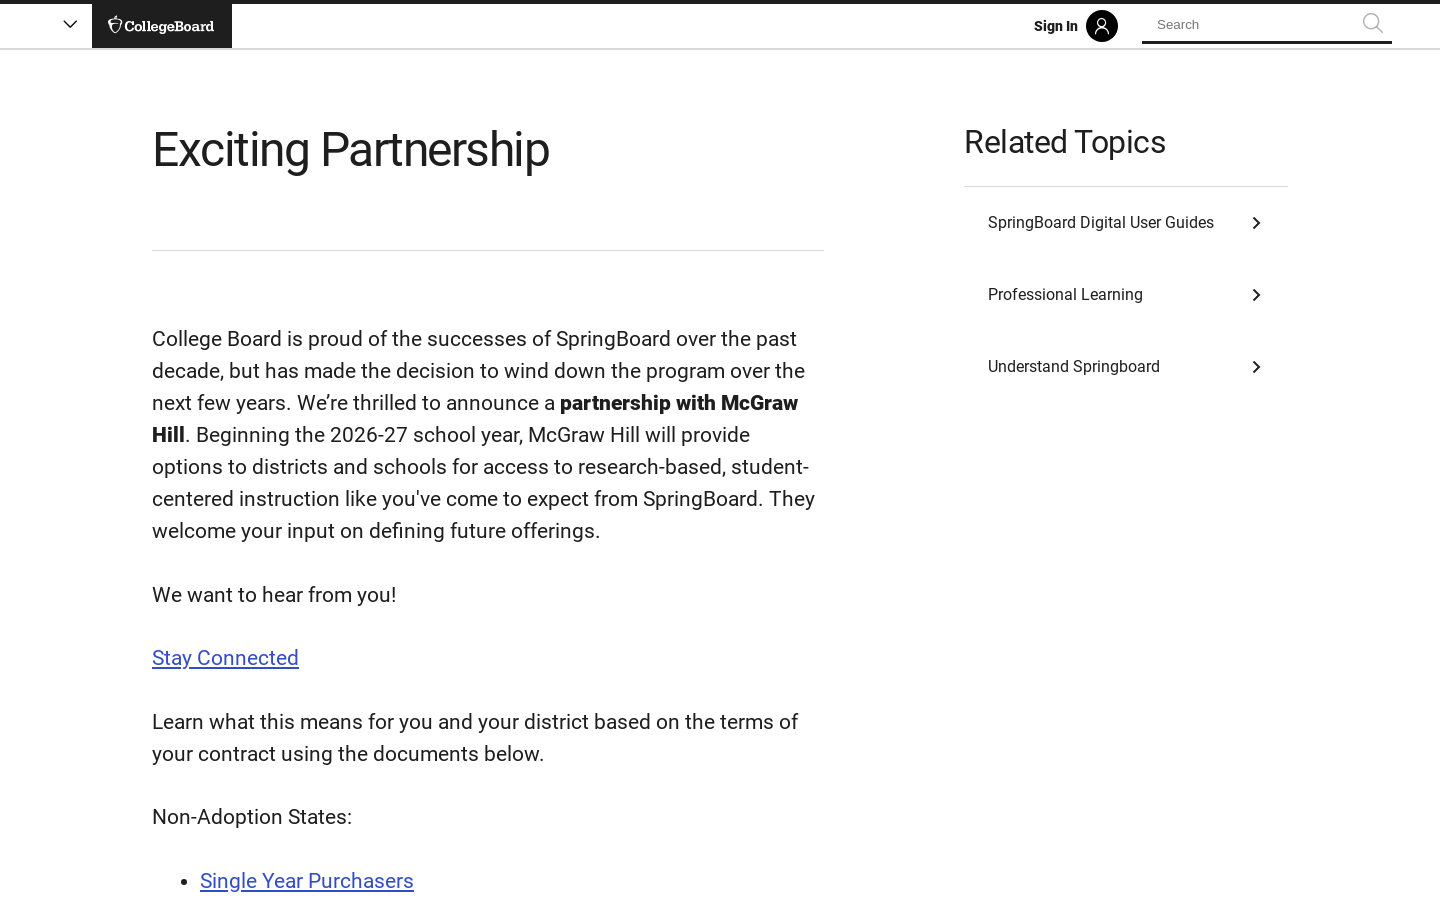 CollegeBoard
Sign In
Search
Exciting Partnership
College Board is proud of the successes of SpringBoard over the past
decade, but has made the decision to wind down the program over the
next few years. We’re thrilled to announce a partnership with McGraw
Hill. Beginning the 2026-27 school year, McGraw Hill will provide
options to districts and schools for access to research-based, student-
centered instruction like you've come to expect from SpringBoard. They
welcome your input on defining future offerings.
We want to hear from you!
Stay Connected
Learn what this means for you and your district based on the terms of
your contract using the documents below.
Non-Adoption States:
Single Year Purchasers
Related Topics
SpringBoard Digital User Guides
Professional Learning
Understand Springboard